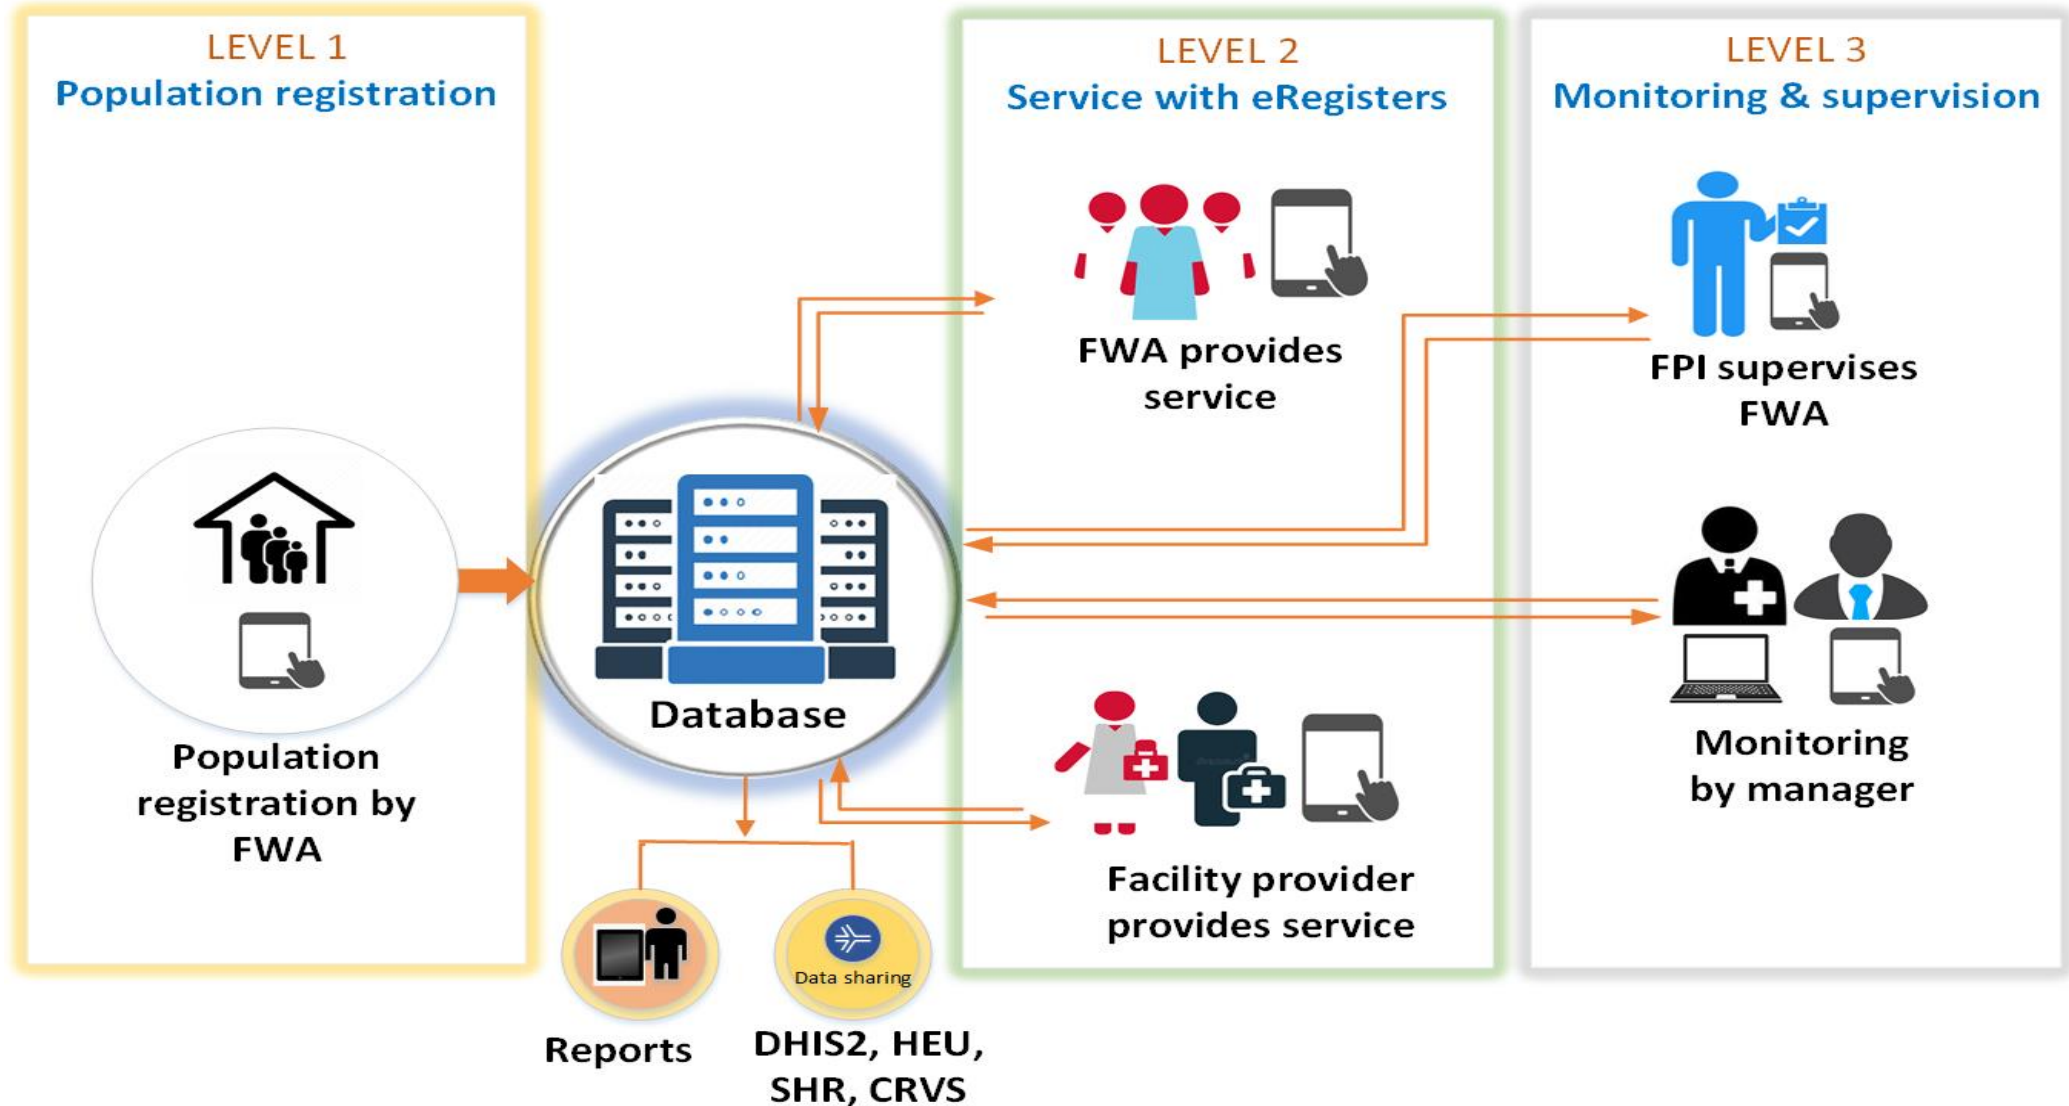 LEVEL 1
Population registration
Population
registration by
FWA
Database
Reports
Data sharing
DHIS2, HEU,
SHR, CRVS
LEVEL 2
Service with eRegisters
FWA provides
service
Facility provider
provides service
LEVEL 3
Monitoring & supervision
FPI supervises
FWA
Monitoring
by manager